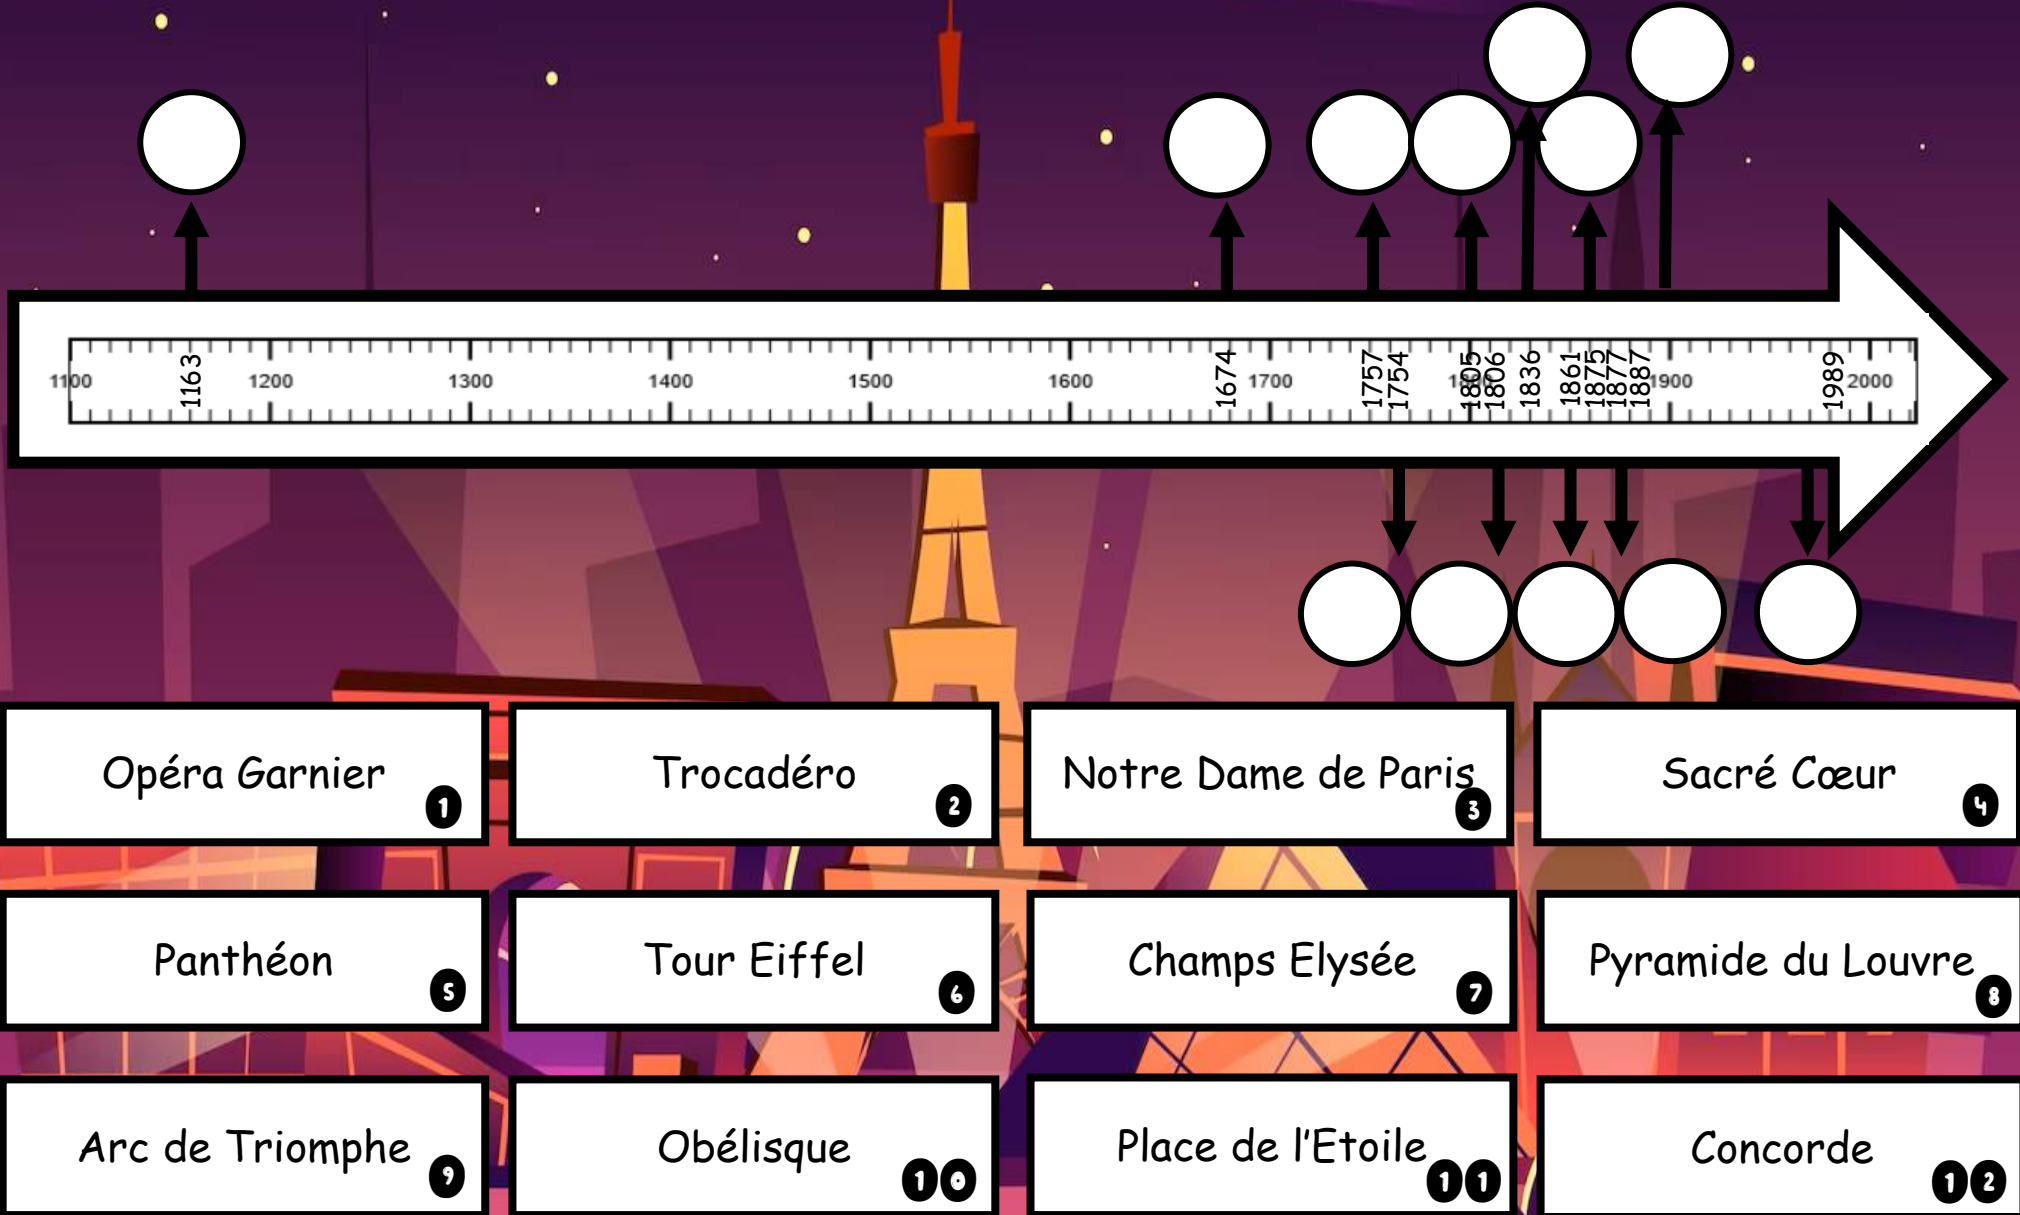 1100 1163 1200 1300 1400 1500 1600 1674 1700 1757 1754 1800 1805 1806 1836 1861 1875 1877 1887 1900 1989 2000
Opéra Garnier 1
Trocadéro 2
Notre Dame de Paris 3
Sacré Cœur 4
Panthéon 5
Tour Eiffel 6
Champs Elysée 7
Pyramide du Louvre 8
Arc de Triomphe 9
Obélisque 10
Place de l'Etoile 11
Concorde 12